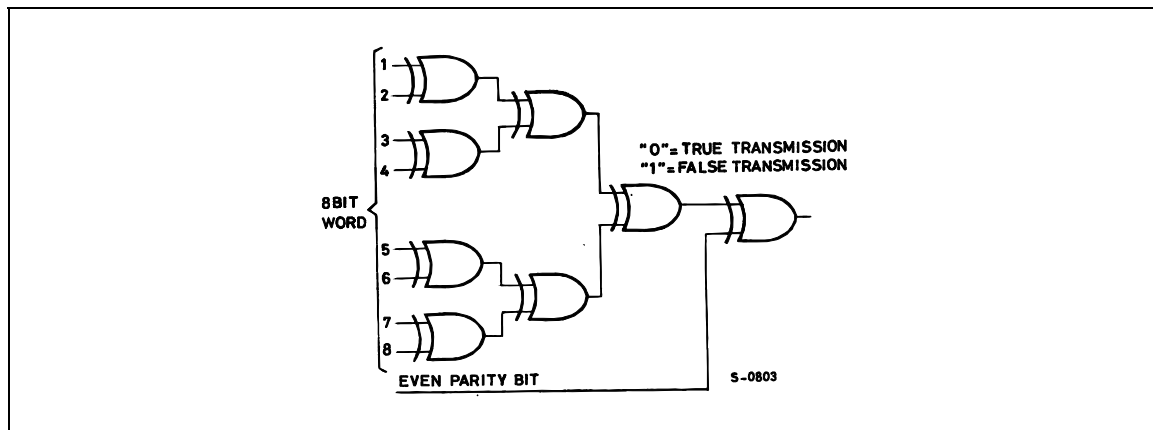 1
2
3
4
"0"= TRUE TRANSMISSION
"1"= FALSE TRANSMISSION
8BIT
WORD
5
6
7
8
EVEN PARITY BIT
S-0803